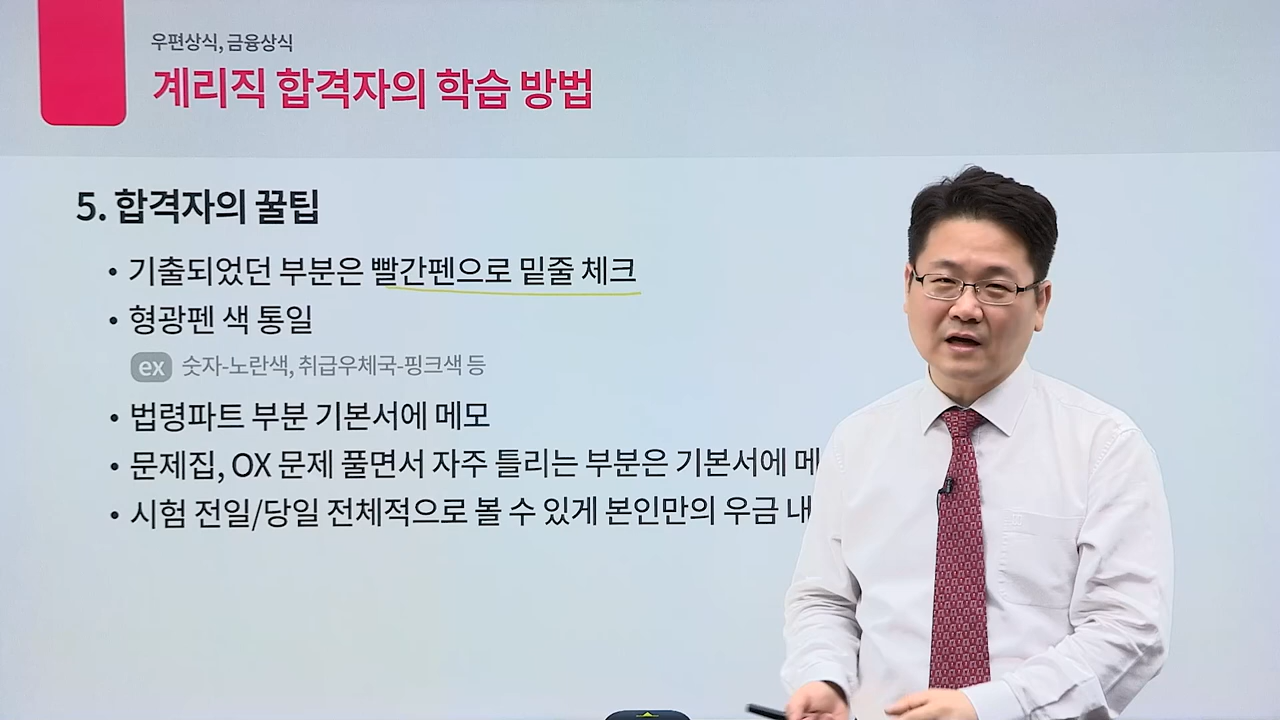 우편상식, 금융상식
계리직 합격자의 학습 방법
5. 합격자의 꿀팁
• 기출되었던 부분은 빨간펜으로 밑줄 체크
• 형광펜 색 통일
ex 숫자-노란색, 취급우체국-핑크색 등
• 법령파트 부분 기본서에 메모
• 문제집, OX 문제 풀면서 자주 틀리는 부분은 기본서에 메
• 시험 전일/당일 전체적으로 볼 수 있게 본인만의 우금 내